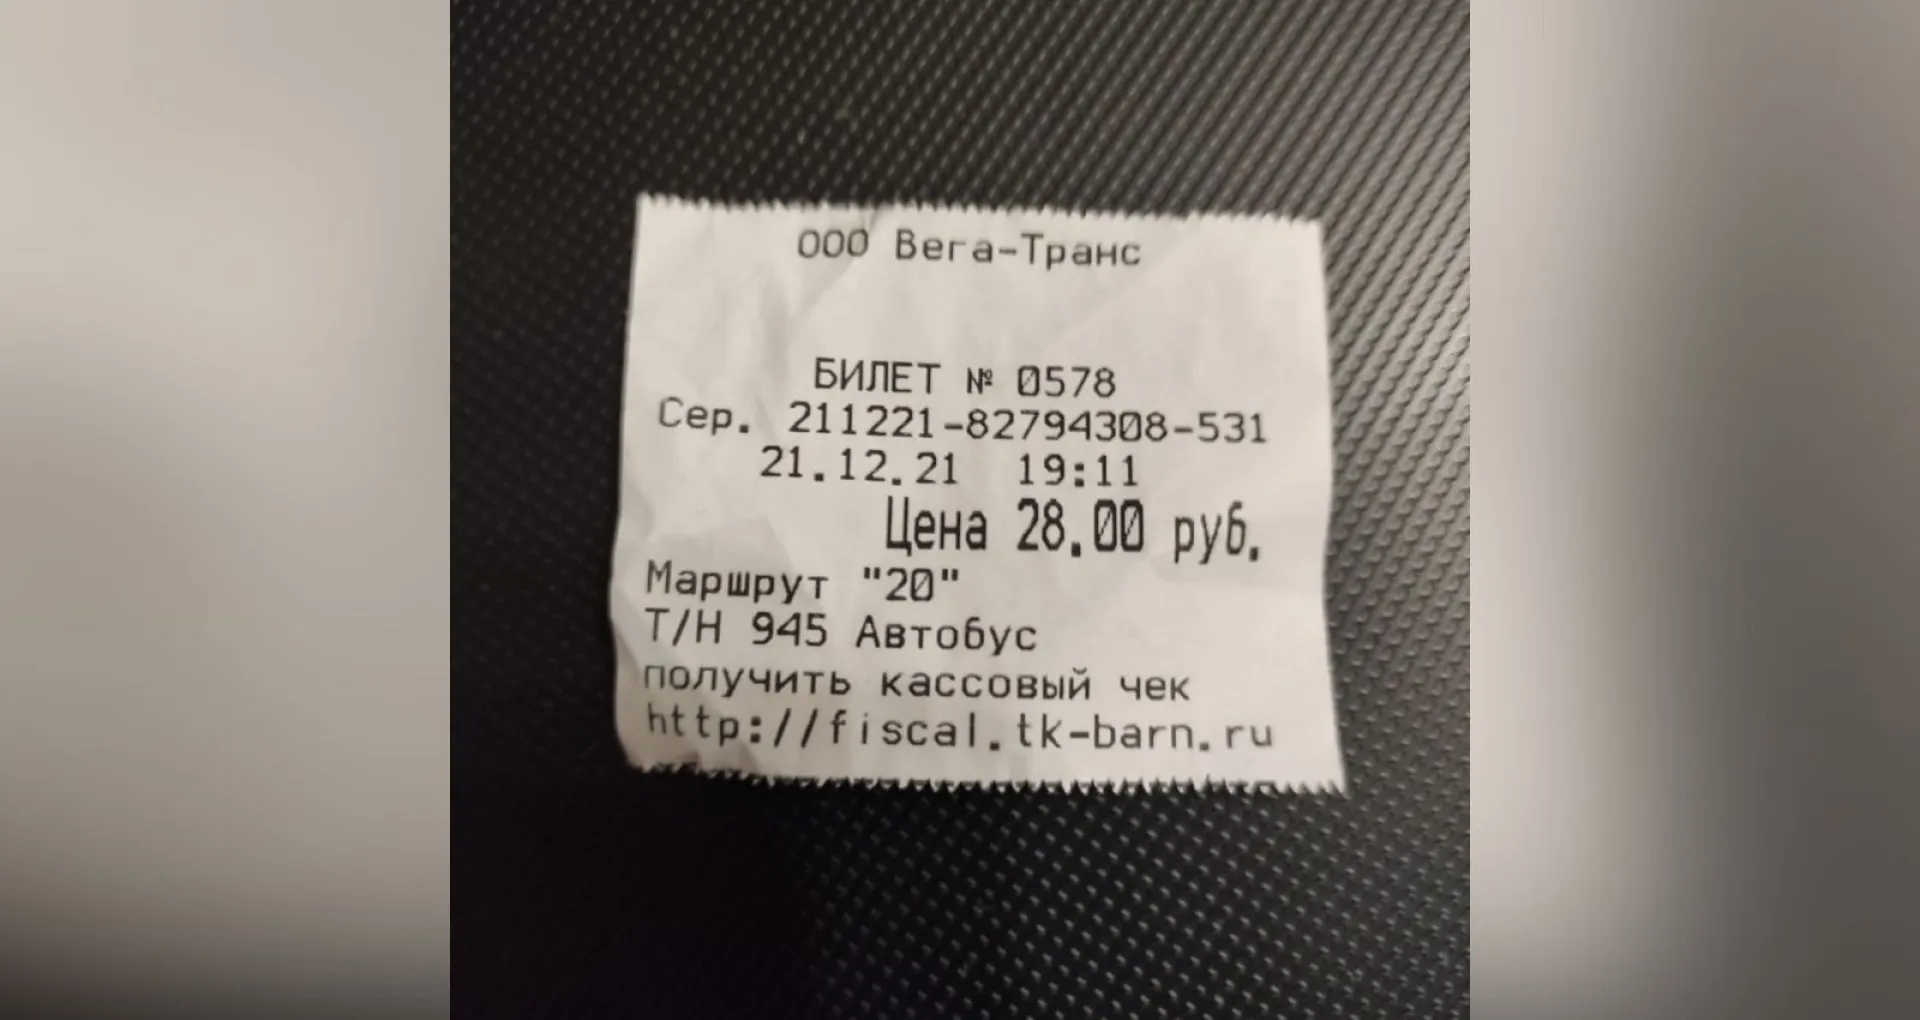 ООО Вега-Транс
БИЛЕТ № 0578
Сер. 211221-82794308-531
21.12.21 19:11
Цена 28.00 руб.
Маршрут "20"
Т/Н 945 Автобус
получить кассовый чек
http://fiscal.tk-barn.ru